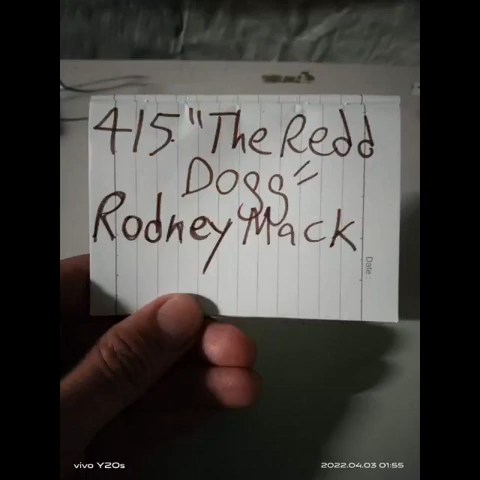 415 "The Redd
Dogg"
Rodney Mack
Date:
vivo Y20s
2022.04.03 01:55